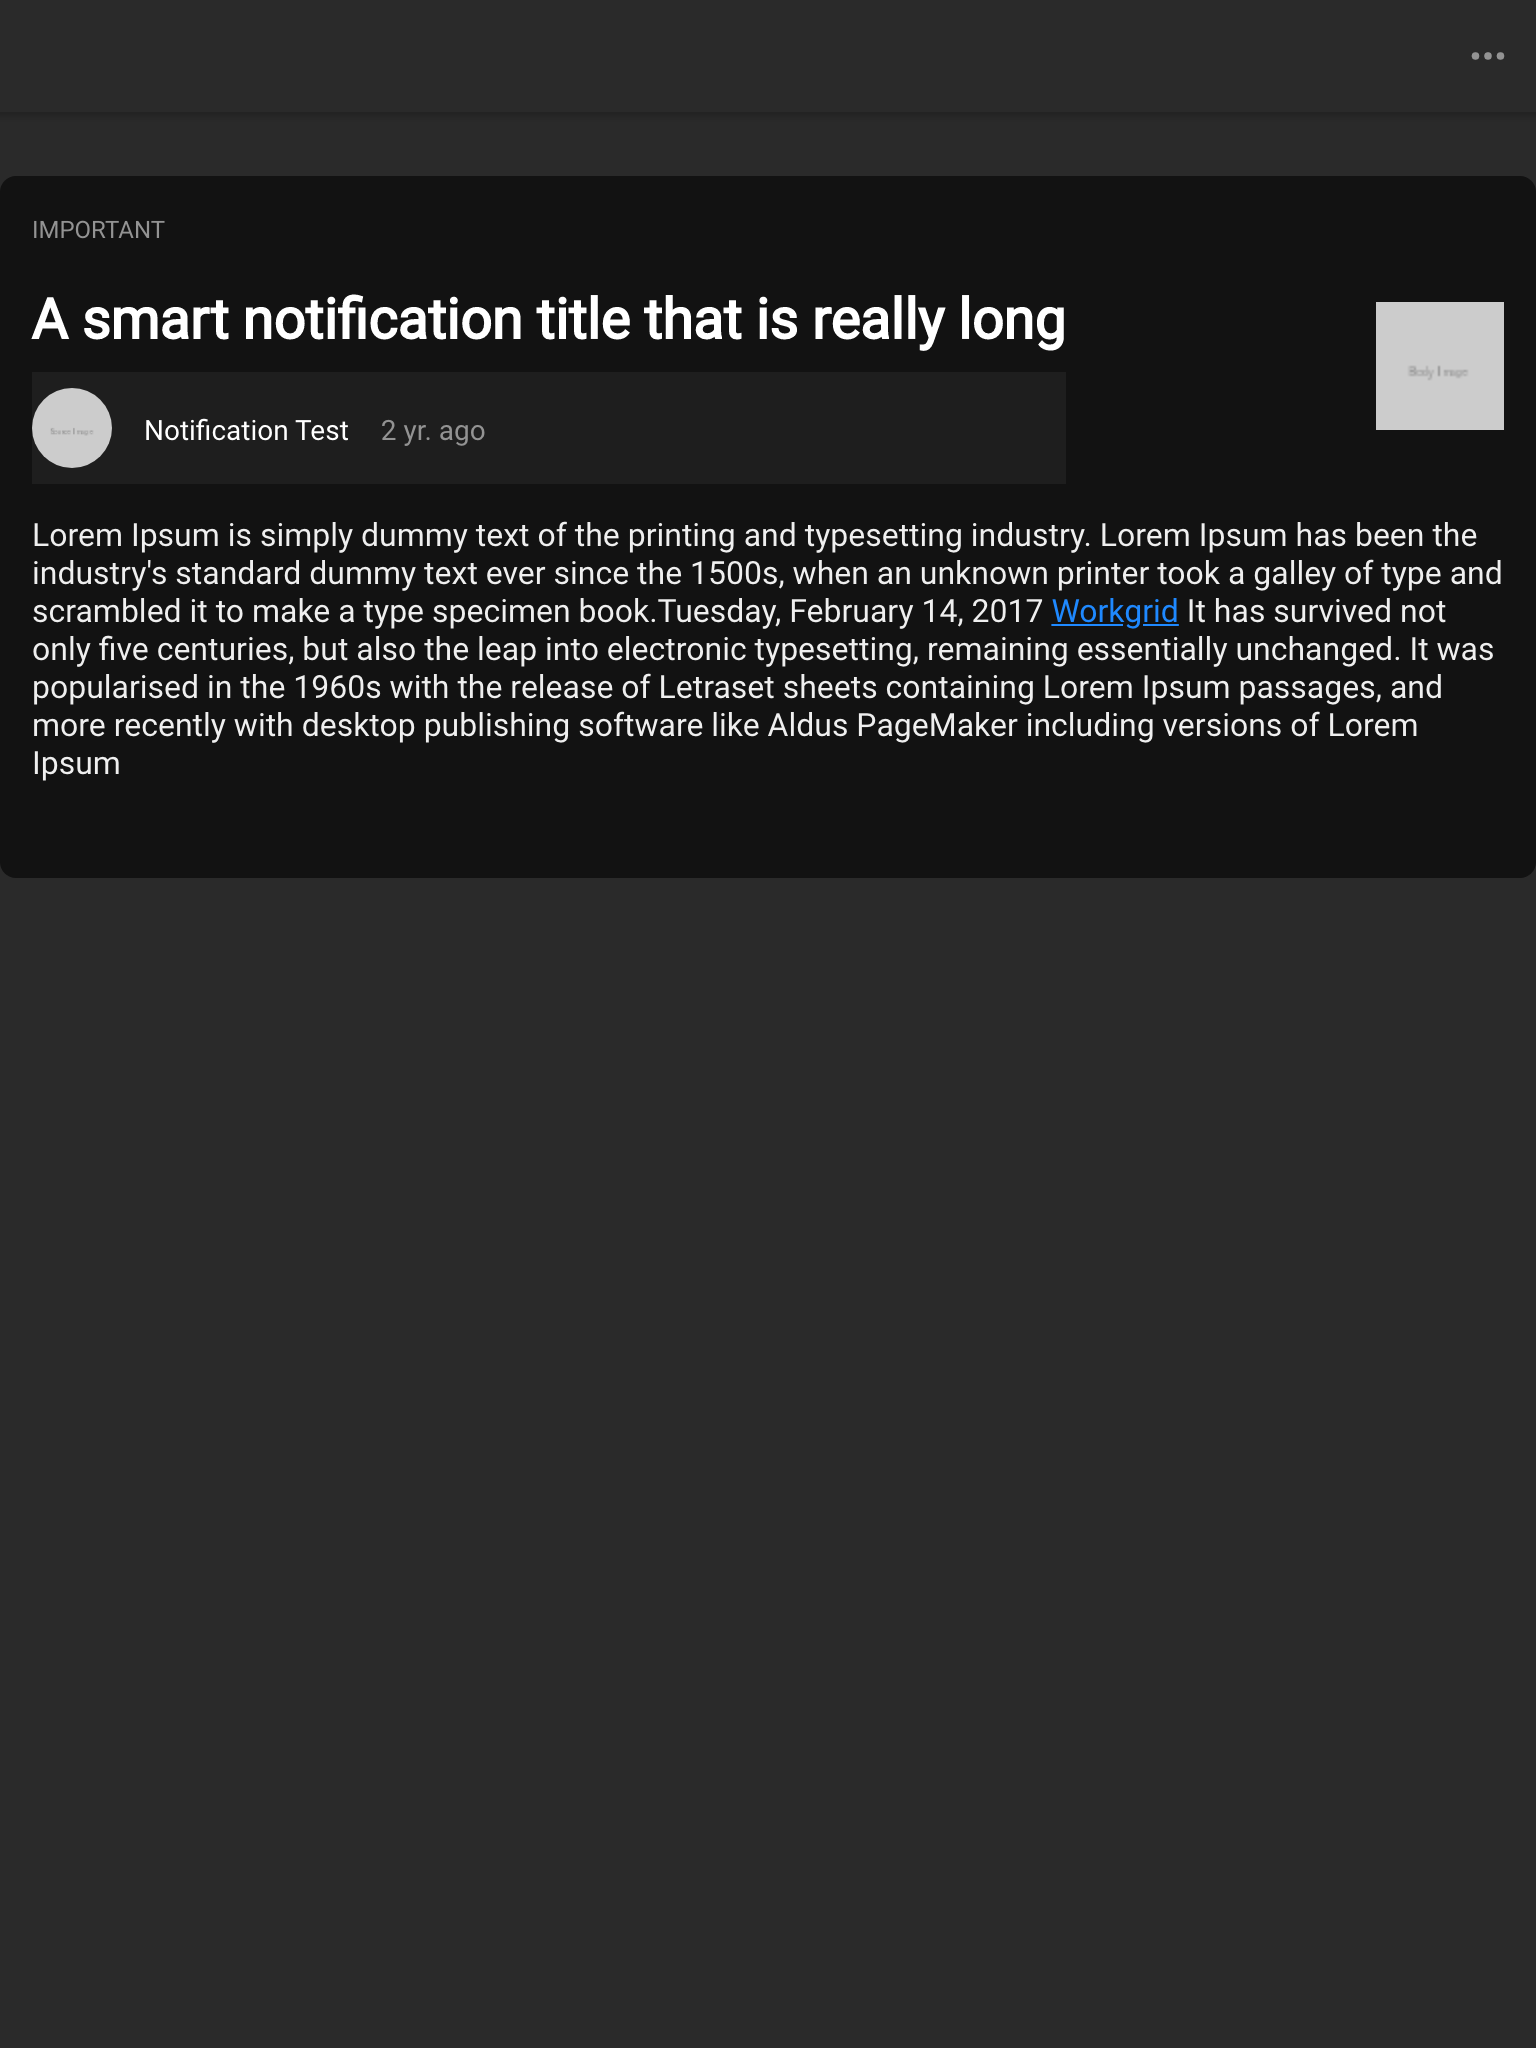 IMPORTANT
A smart notification title that is really long
Body Image
Notification Test 2 yr. ago
Lorem Ipsum is simply dummy text of the printing and typesetting industry. Lorem Ipsum has been the
industry's standard dummy text ever since the 1500s, when an unknown printer took a galley of type and
scrambled it to make a type specimen book.Tuesday, February 14, 2017 Workgrid It has survived not
only five centuries, but also the leap into electronic typesetting, remaining essentially unchanged. It was
popularised in the 1960s with the release of Letraset sheets containing Lorem Ipsum passages, and
more recently with desktop publishing software like Aldus PageMaker including versions of Lorem
Ipsum